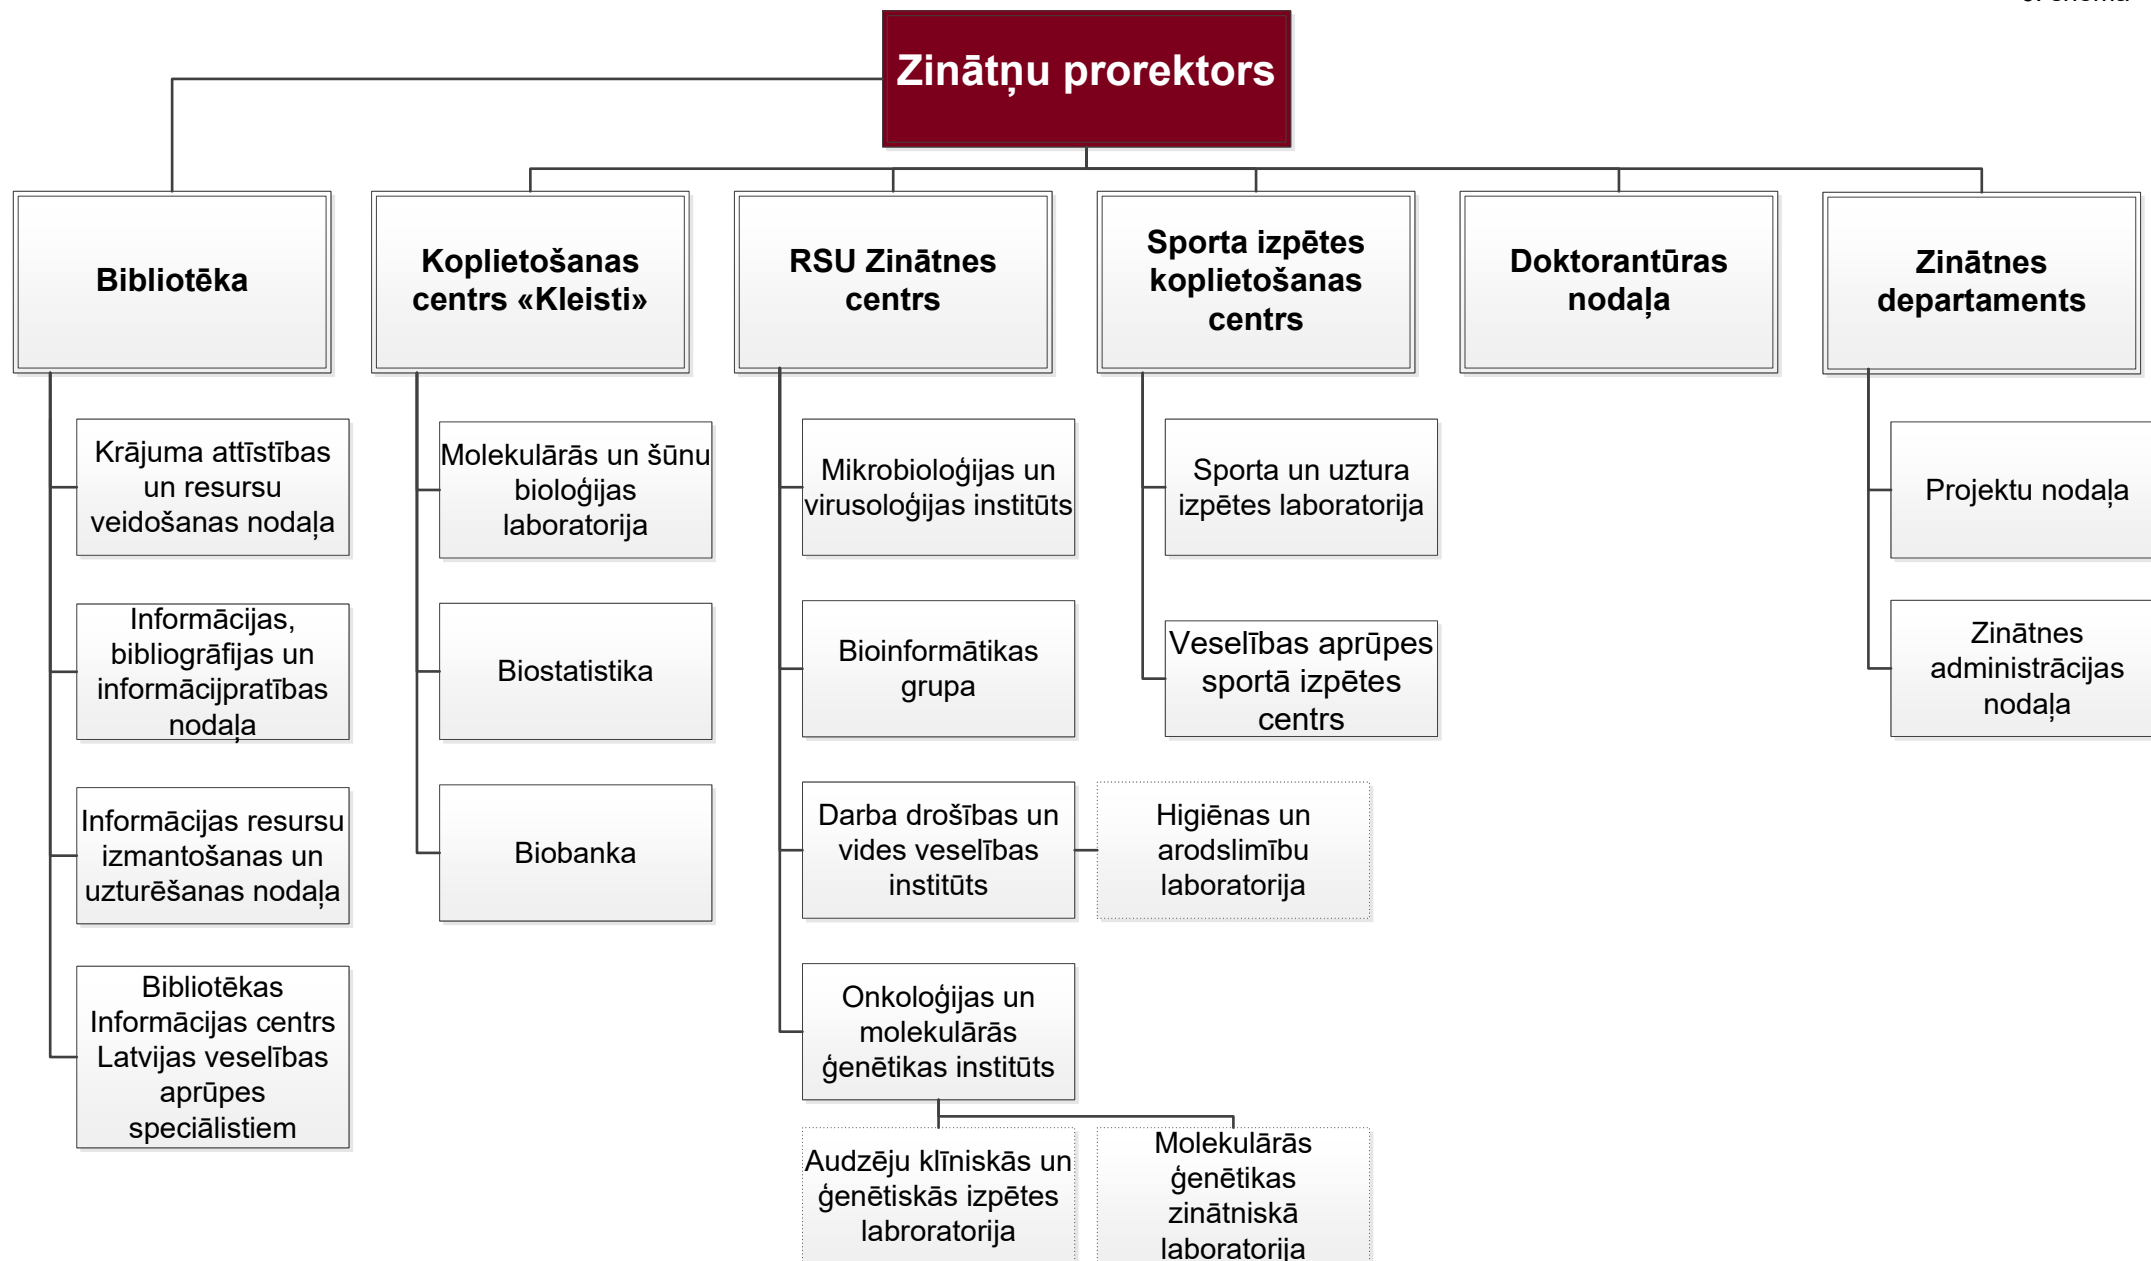 Zinātņu prorektors
Bibliotēka
Koplietošanas
centrs «Kleisti»
RSU Zinātnes
centrs
Sporta izpētes
koplietošanas
centrs
Doktorantūras
nodaļa
Zinātnes
departaments
Krājuma attīstības
un resursu
veidošanas nodaļa
Informācijas,
bibliogrāfijas un
informācijpratības
nodaļa
Informācijas resursu
izmantošanas un
uzturēšanas nodaļa
Bibliotēkas
Informācijas centrs
Latvijas veselības
aprūpes
speciālistiem
Molekulārās un šūnu
bioloģijas
laboratorija
Biostatistika
Biobanka
Mikrobioloģijas un
virusoloģijas institūts
Bioinformātikas
grupa
Darba drošības un
vides veselības
institūts
Higiēnas un
arodslimību
laboratorija
Onkoloģijas un
molekulārās
ģenētikas institūts
Audzēju klīniskās un
ģenētiskās izpētes
labroratorija
Molekulārās
ģenētikas
zinātniskā
laboratorija
Sporta un uztura
izpētes laboratorija
Veselības aprūpes
sportā izpētes
centrs
Projektu nodaļa
Zinātnes
administrācijas
nodaļa